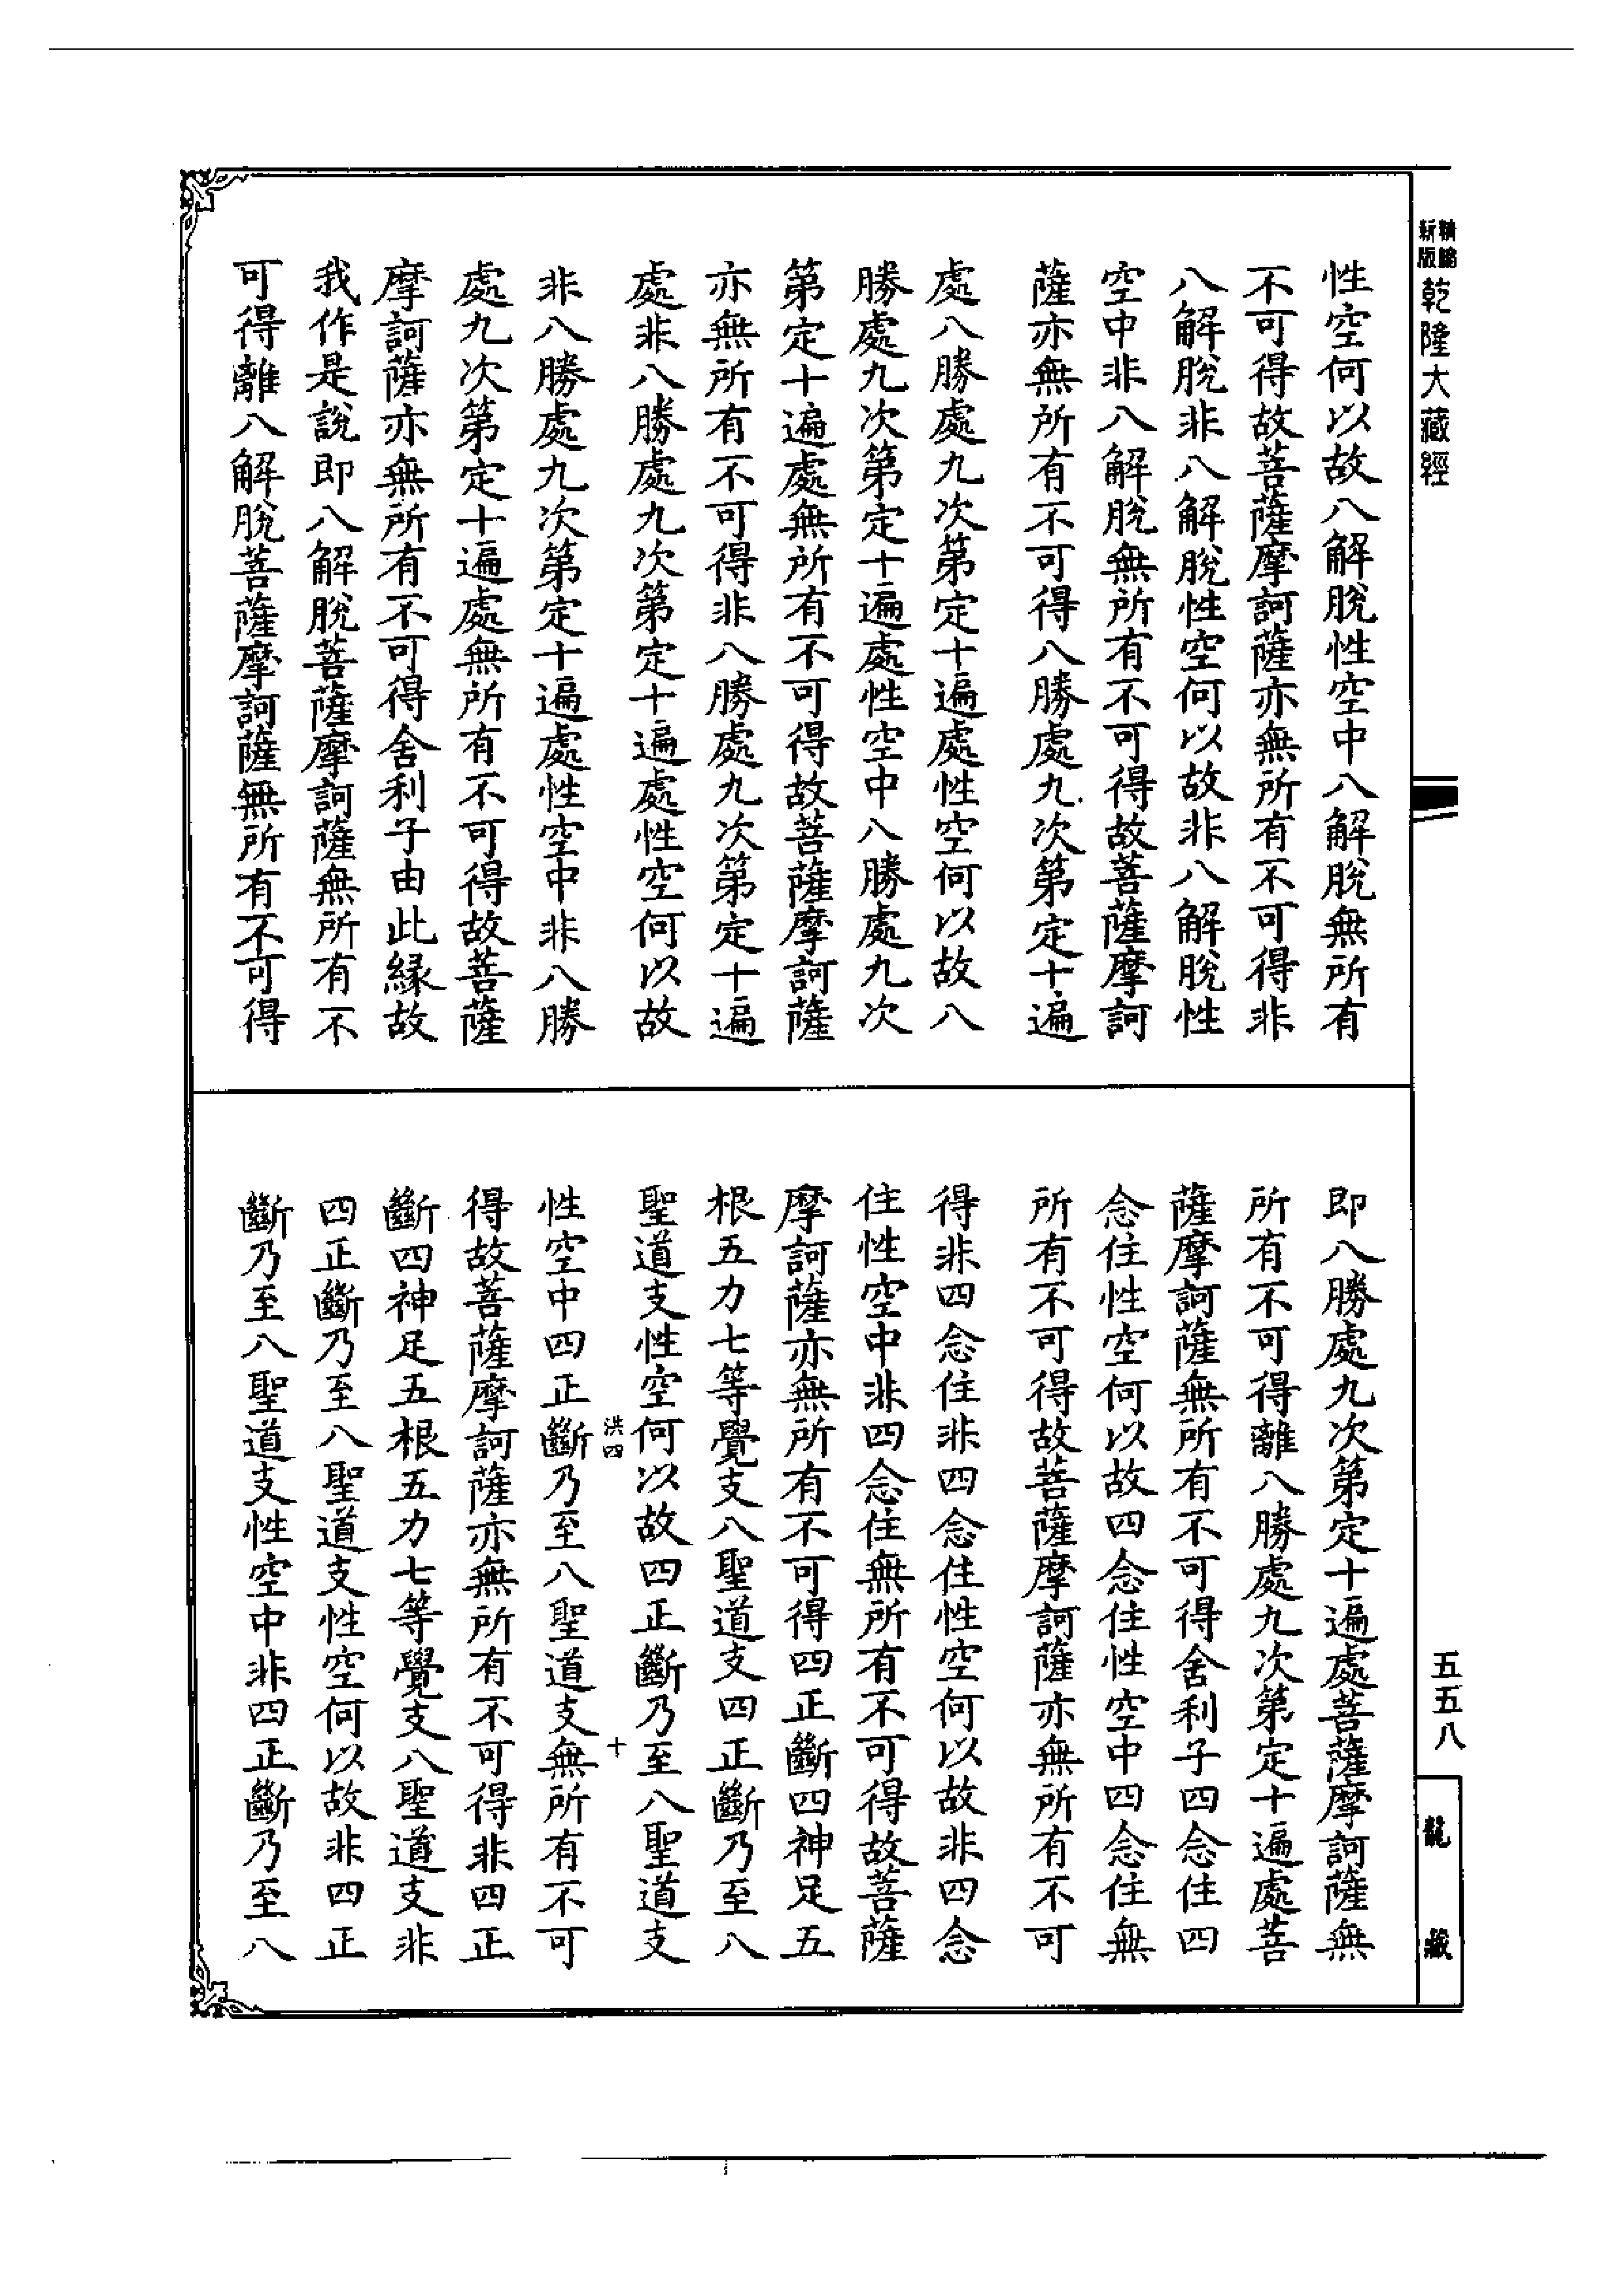 新版
精縮
乾隆大藏經
性空何以故八解脫性空中八解脫無所有
不可得故菩薩摩訶薩亦無所有不可得非
八解脫非八解脫性空何以故非八解脫性
空中非八解脫無所有不可得故菩薩摩訶
薩亦無所有不可得八勝處九次第定十遍
處八勝處九次第定十遍處性空何以故八
勝處九次第定十遍處性空中八勝處九次
第定十遍處無所有不可得故菩薩摩訶薩
亦無所有不可得非八勝處九次第定十遍
處非八勝處九次第定十遍處性空何以故
非八勝處九次第定十遍處性空中非八勝
處九次第定十遍處無所有不可得故菩薩
摩訶薩亦無所有不可得舍利子由此緣故
我作是說即八解脫菩薩摩訶薩無所有不
可得離八解脫菩薩摩訶薩無所有不可得
即八勝處九次第定十遍處菩薩摩訶薩無
所有不可得離八勝處九次第定十遍處菩
薩摩訶薩無所有不可得舍利子四念住四
念住性空何以故四念住性空中四念住無
所有不可得故菩薩摩訶薩亦無所有不可
得非四念住非四念住性空何以故非四念
住性空中非四念住無所有不可得故菩薩
摩訶薩亦無所有不可得四正斷四神足五
根五力七等覺支八聖道支四正斷乃至八
聖道支性空何以故四正斷乃至八聖道支
洪四
十
性空中四正斷乃至八聖道支無所有不可
得故菩薩摩訶薩亦無所有不可得非四正
斷四神足五根五力七等覺支八聖道支非
四正斷乃至八聖道支性空何以故非四正
斷乃至八聖道支性空中非四正斷乃至八
五五八
龍藏